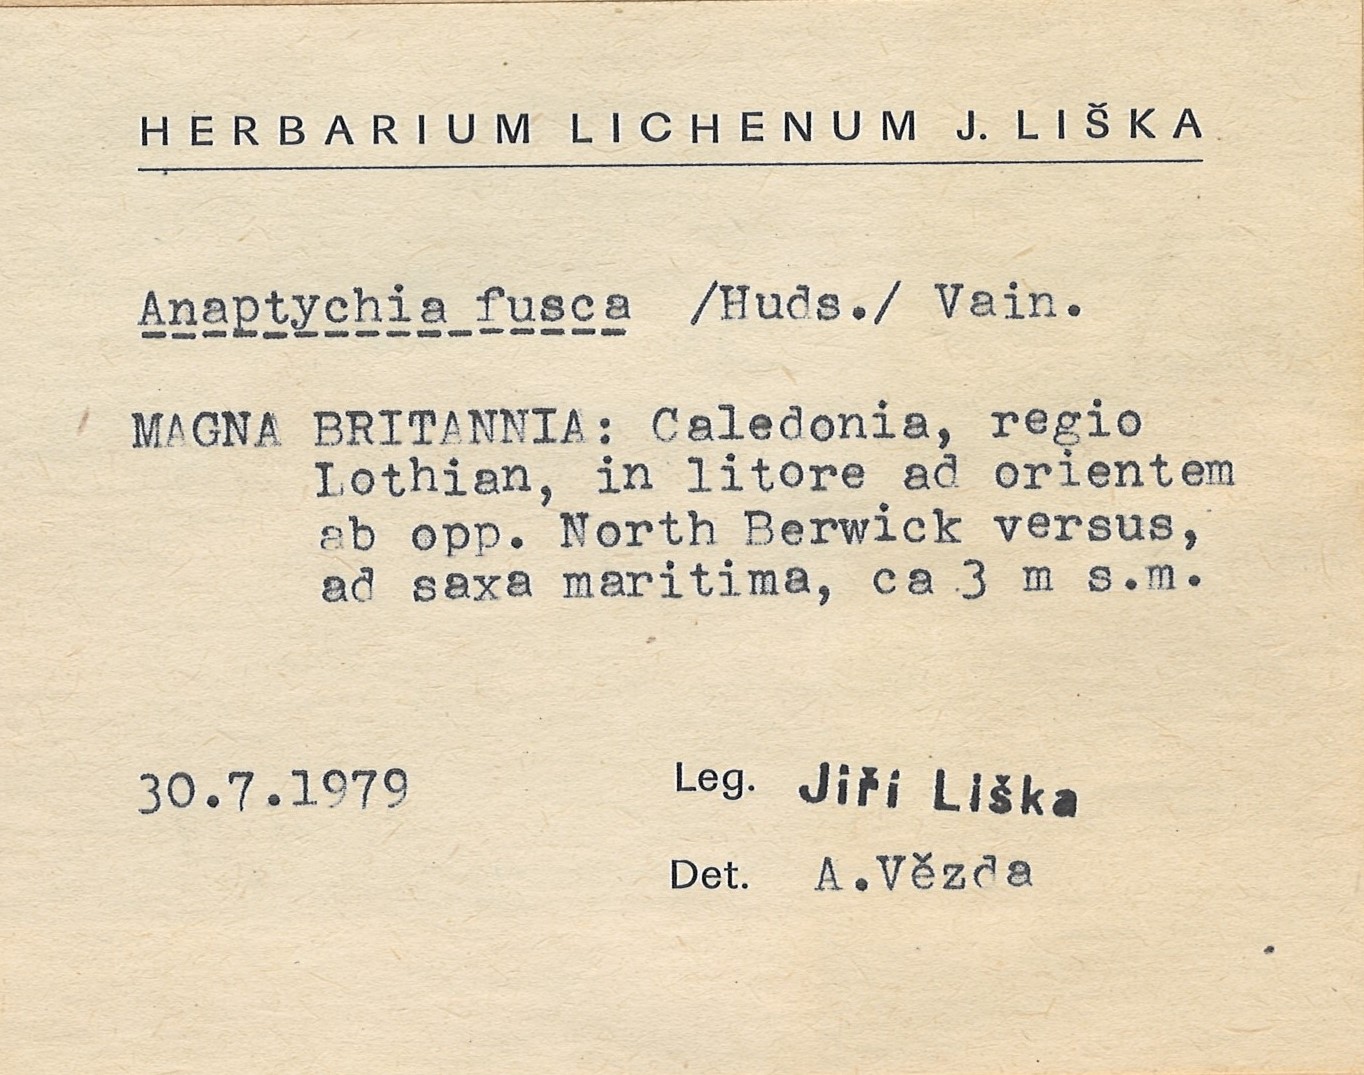 HERBARIUM LICHENUM J. LIŠKA
Anaptychia fusca /Huds./ Vain.
MAGNA BRITANNIA: Caledonia, regio
Lothian, in litore ad orientem
ab opp. North Berwick versus,
ad saxa maritima, ca 3 m s.m.
30.7.1979 Leg. Jiří Liška
Det. A.Vězda